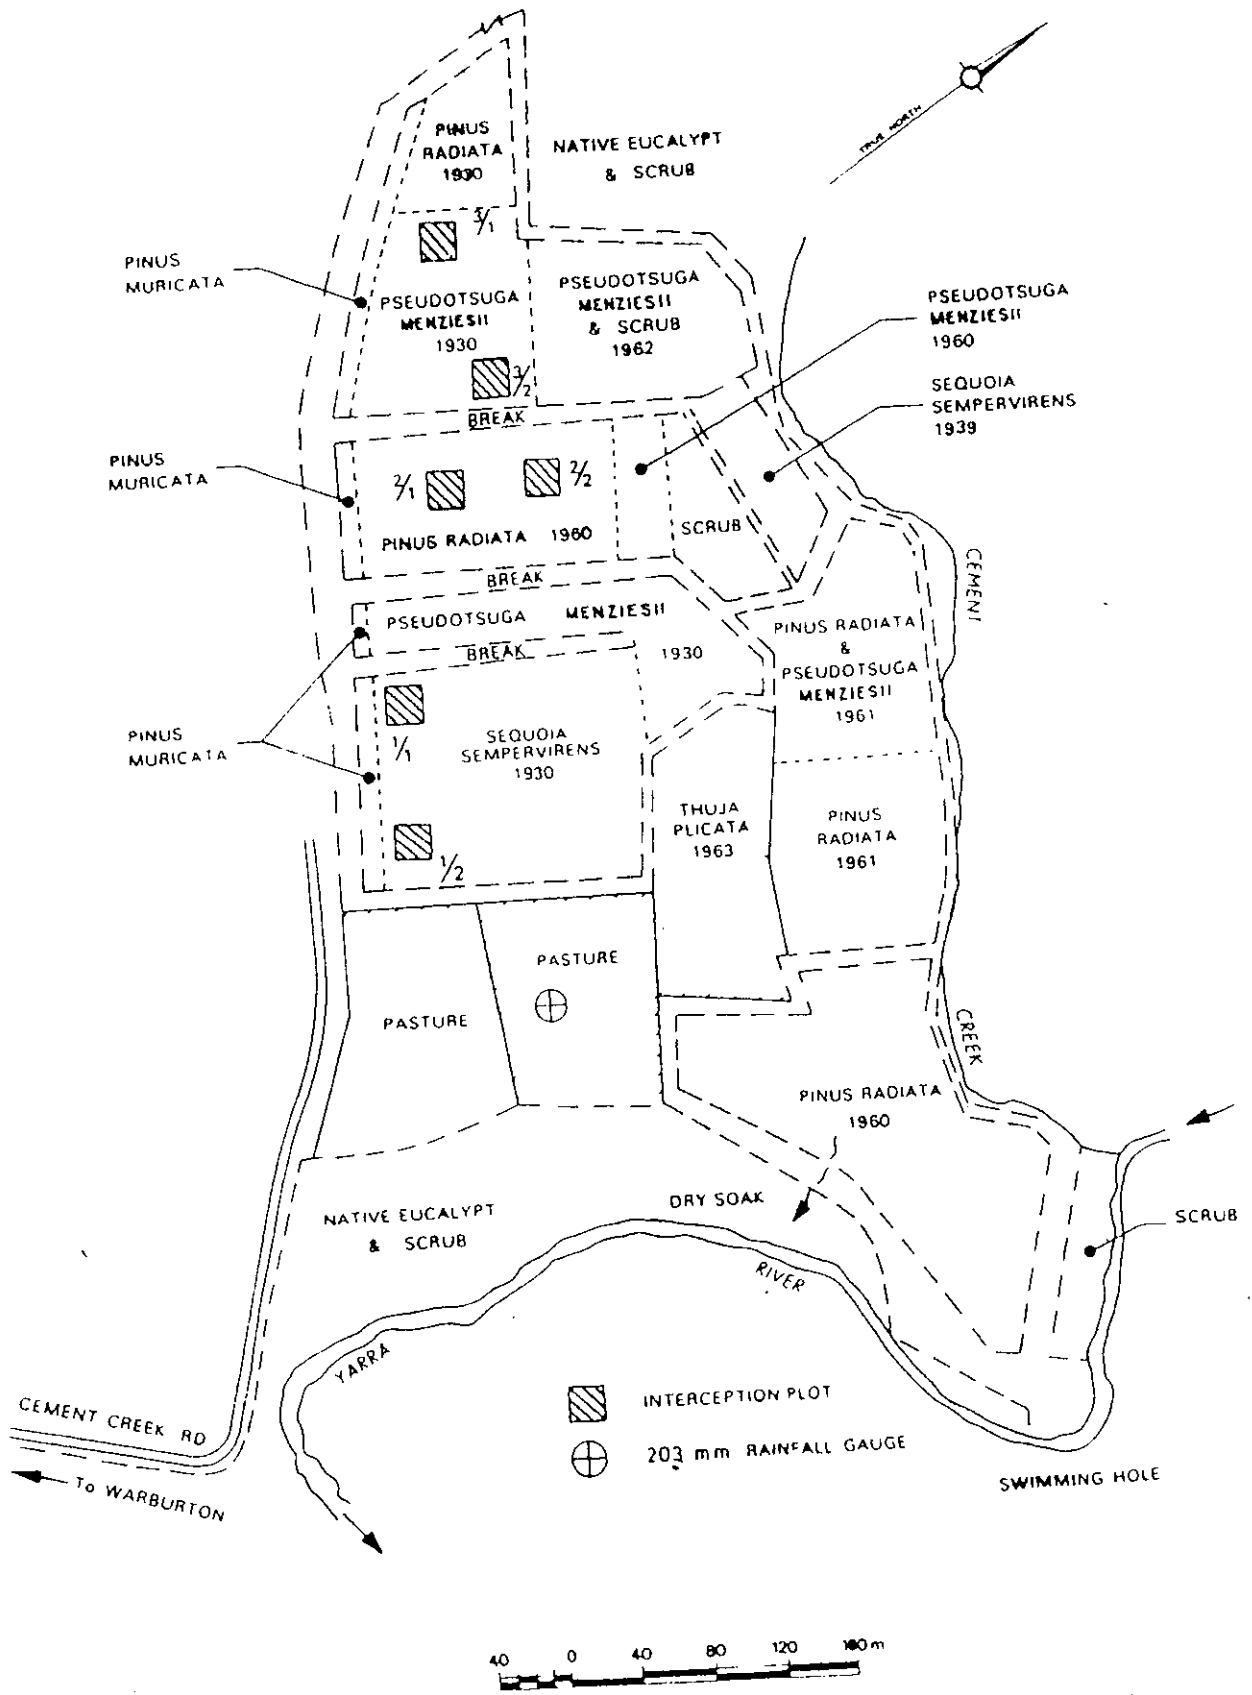 PINUS
RADIATA
1930
NATIVE EUCALYPT
& SCRUB
TRUE NORTH
3/1
PINUS
MURICATA
PSEUDOTSUGA
MENZIESII
1930
PSEUDOTSUGA
MENZIESII
& SCRUB
1962
PSEUDOTSUGA
MENZIESII
1960
3/2
SEQUOIA
SEMPERVIRENS
1939
BREAK
PINUS
MURICATA
2/1
2/2
PINUS RADIATA 1960
SCRUB
BREAK
CEMENT
PSEUDOTSUGA MENZIESII
1930
BREAK
PINUS RADIATA
&
PSEUDOTSUGA
MENZIESII
1961
PINUS
MURICATA
1/1
SEQUOIA
SEMPERVIRENS
1930
THUJA
PLICATA
1963
PINUS
RADIATA
1961
1/2
PASTURE
PASTURE
CREEK
PINUS RADIATA
1960
NATIVE EUCALYPT
& SCRUB
DRY SOAK
SCRUB
RIVER
YARRA
INTERCEPTION PLOT
203 mm RAINFALL GAUGE
CEMENT CREEK RD
To WARBURTON
SWIMMING HOLE
40 0 40 80 120 160 m